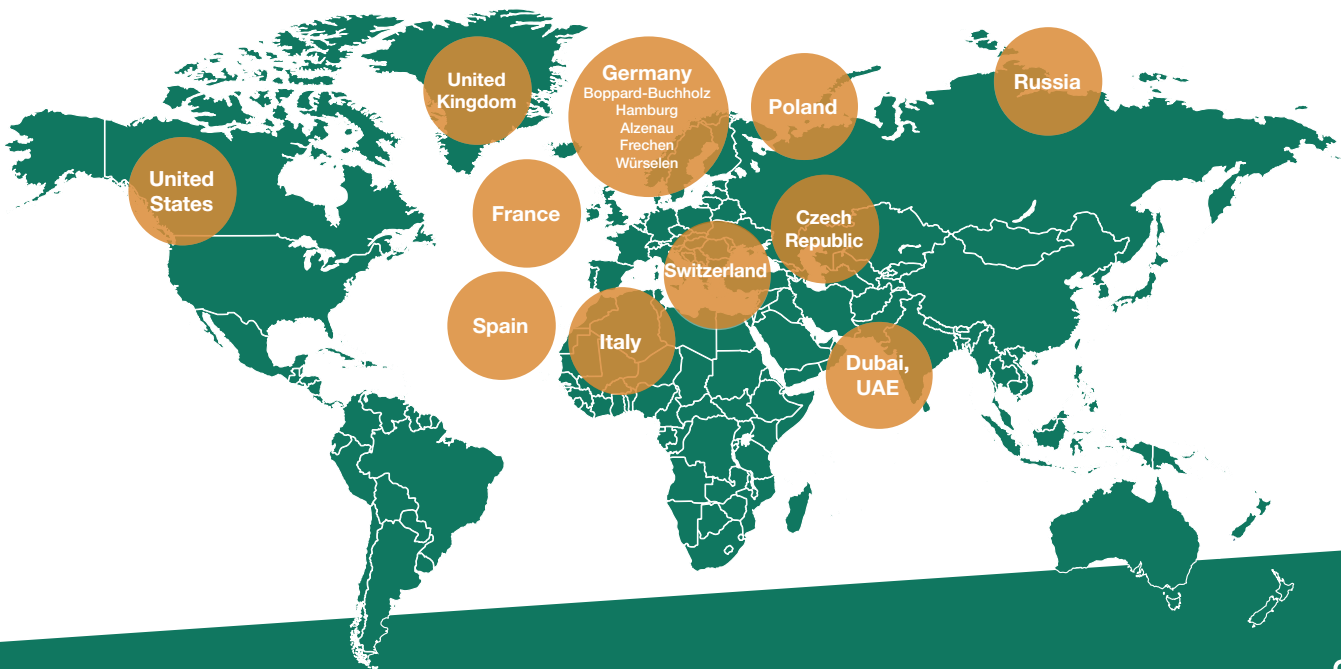 United
Kingdom
Germany
Boppard-Buchholz
Hamburg
Alzenau
Frechen
Würselen
Poland
Russia
United
States
France
Czech
Republic
Switzerland
Spain
Italy
Dubai,
UAE